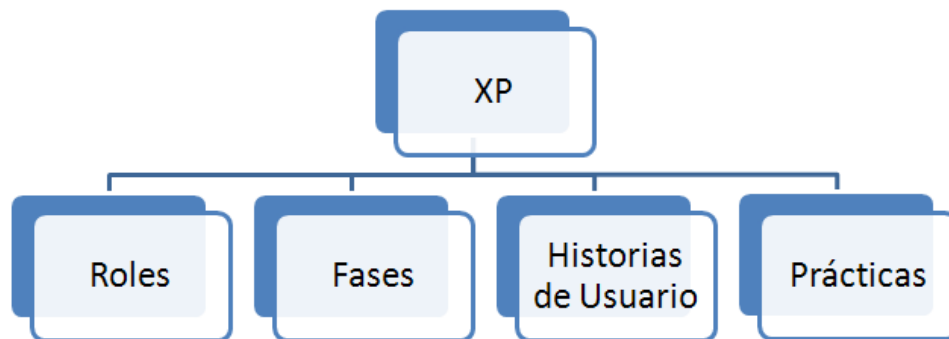 XP
Roles
Fases
Historias
de Usuario
Prácticas